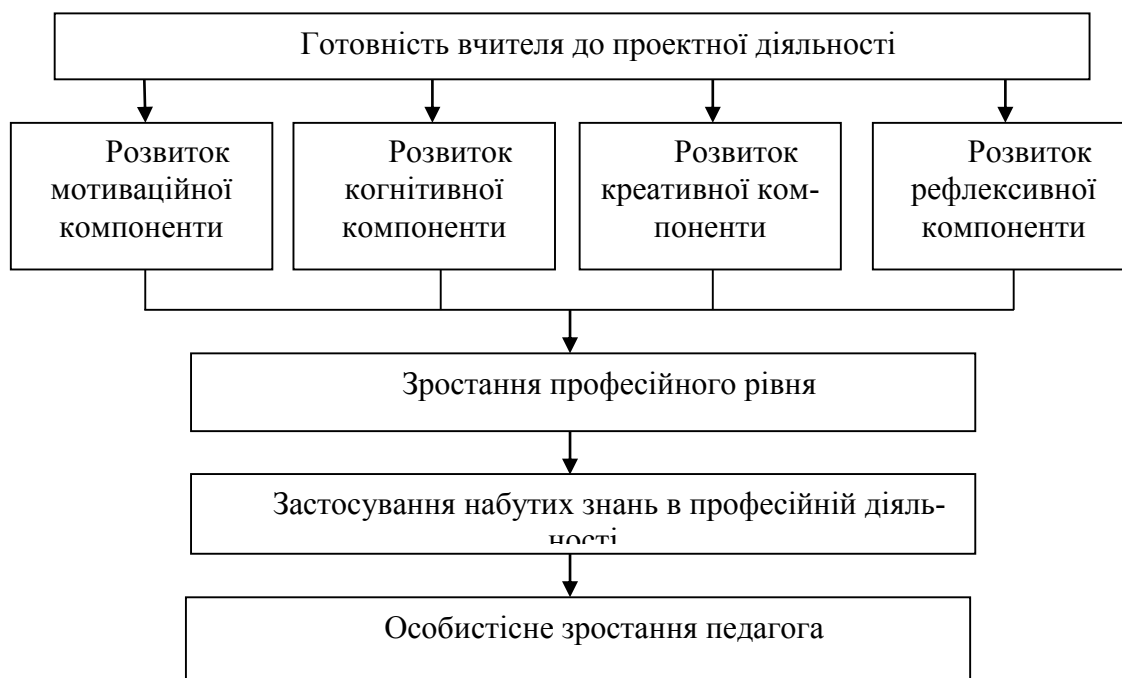 Готовність вчителя до проектної діяльності
Розвиток
мотиваційної
компоненти
Розвиток
когнітивної
компоненти
Розвиток
креативної ком-
поненти
Розвиток
рефлексивної
компоненти
Зростання професійного рівня
Застосування набутих знань в професійній діяль-
ності
Особистісне зростання педагога